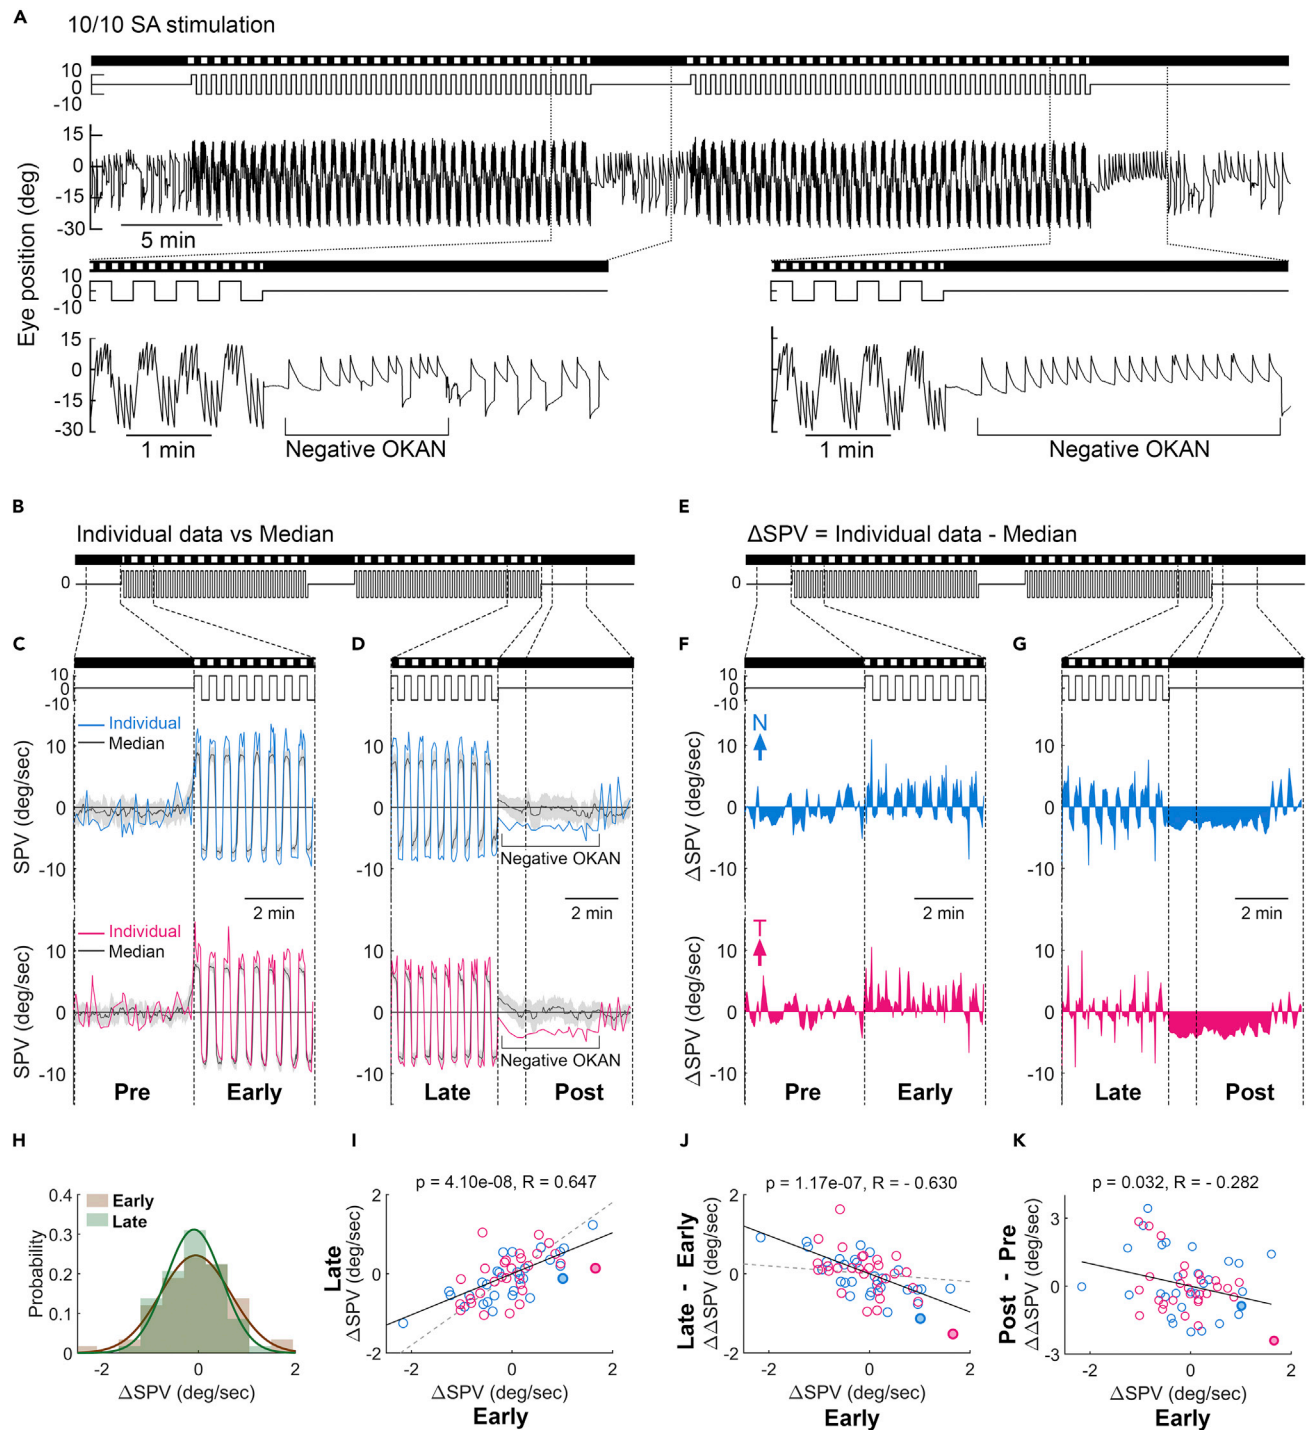 A
10/10 SA stimulation
10
0
-10
15
0
-15
-30
Eye position (deg)
5 min
10
0
-10
15
0
-15
-30
1 min
Negative OKAN
1 min
Negative OKAN
B
Individual data vs Median
0
E
ΔSPV = Individual data - Median
0
C
D
F
G
10
0
-10
10
0
-10
Individual
Median
SPV (deg/sec)
10
0
-10
2 min
10
0
-10
Negative OKAN
2 min
N
ΔSPV (deg/sec)
10
0
-10
2 min
10
0
-10
2 min
Individual
Median
SPV (deg/sec)
10
0
-10
Pre
Early
10
0
-10
Negative OKAN
Late
Post
T
ΔSPV (deg/sec)
10
0
-10
Pre
Early
10
0
-10
Late
Post
H
Early
Late
Probability
0.4
0.3
0.2
0.1
0
-2
0
2
ΔSPV (deg/sec)
I
p = 4.10e-08, R = 0.647
Late
ΔSPV (deg/sec)
2
0
-2
-2
0
2
ΔSPV (deg/sec)
Early
J
p = 1.17e-07, R = - 0.630
Late - Early
ΔΔSPV (deg/sec)
2
0
-2
-2
0
2
ΔSPV (deg/sec)
Early
K
p = 0.032, R = - 0.282
Post - Pre
ΔΔSPV (deg/sec)
3
0
-3
-2
0
2
ΔSPV (deg/sec)
Early